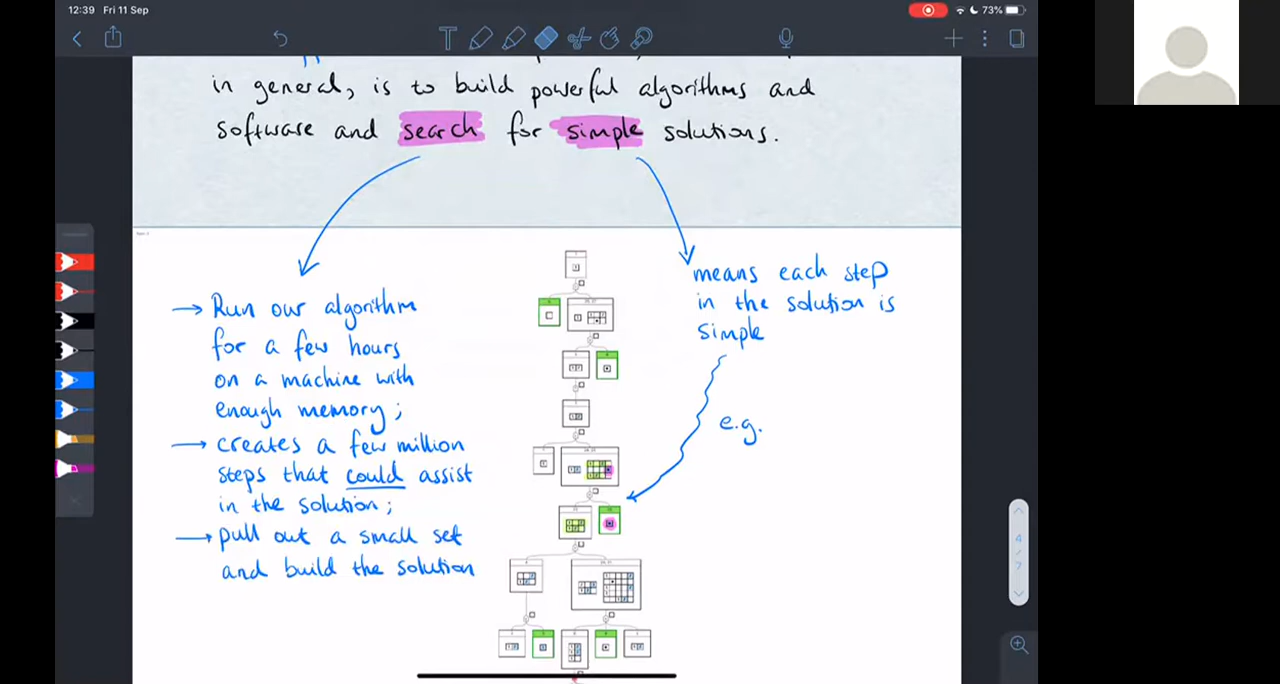 12:39 Fri 11 Sep
73%
in general, is to build powerful algorithms and
software and search for simple solutions.
→ Run our algorithm
for a few hours
on a machine with
enough memory;
→ creates a few million
steps that could assist
in the solution;
→ pull out a small set
and build the solution
means each step
in the solution is
simple
e.g.
4
/
7